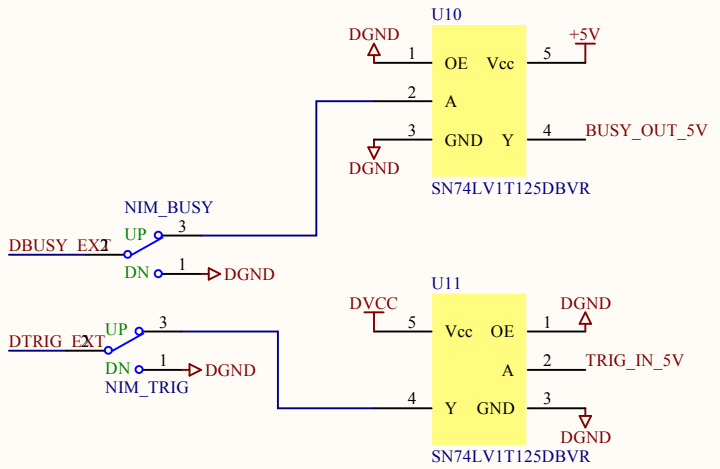 U10
DGND
1
OE
Vcc
5
+5V
2
A
3
GND
Y
4
BUSY_OUT_5V
DGND
SN74LV1T125DBVR
NIM_BUSY
UP
3
DBUSY_EXT
2
DN
1
DGND
U11
DVCC
5
Vcc
OE
1
DGND
UP
3
DTRIG_EXT
2
A
2
TRIG_IN_5V
DN
1
DGND
NIM_TRIG
4
Y
GND
3
DGND
SN74LV1T125DBVR